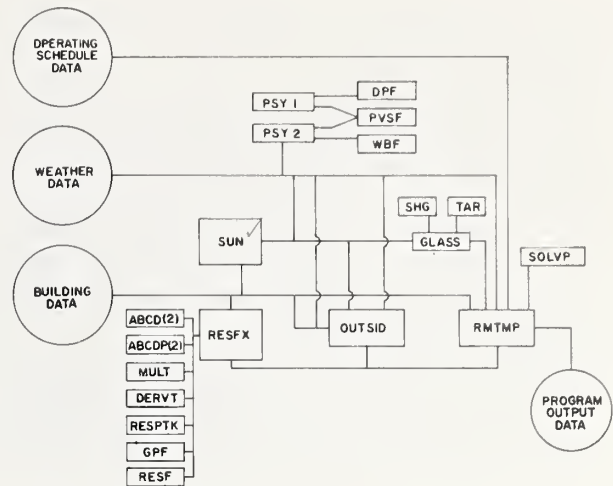 OPERATING
SCHEDULE
DATA
DPF
PSY 1
PVSF
PSY 2
WBF
WEATHER
DATA
SHG
TAR
SUN
GLASS
SOLVP
BUILDING
DATA
ABCD(2)
RESFX
OUTSID
RMTMP
ABCDP(2)
MULT
DERVT
PROGRAM
OUTPUT
DATA
RESPTK
GPF
RESF